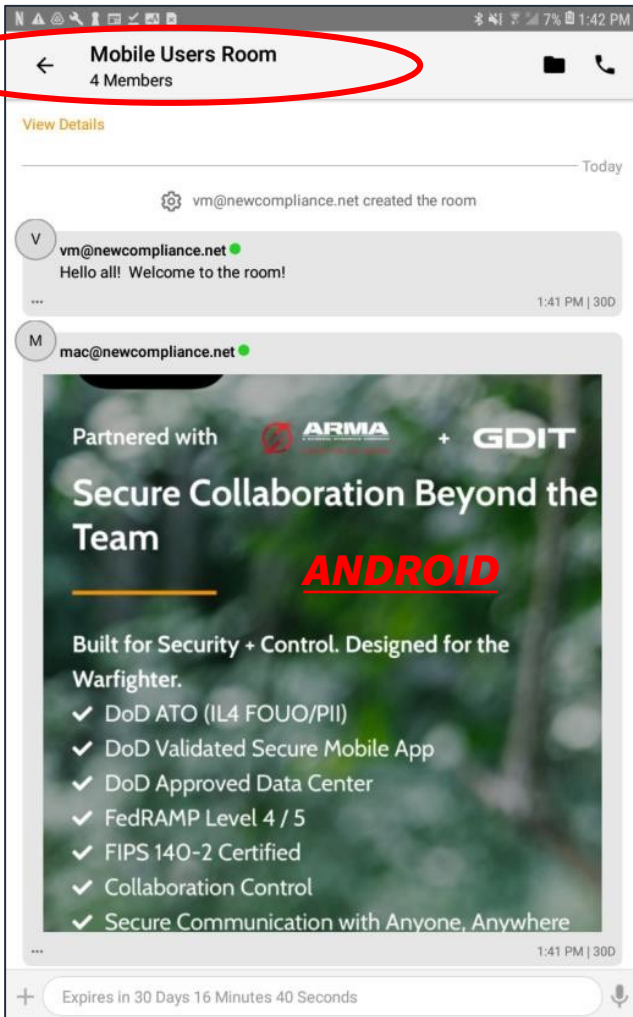 7% 1:42 PM
Mobile Users Room
4 Members
View Details
Today
vm@newcompliance.net created the room
V
vm@newcompliance.net
Hello all! Welcome to the room!
... 1:41 PM | 30D
M
mac@newcompliance.net
Partnered with ARMA + GDIT
Secure Collaboration Beyond the
Team
ANDROID
Built for Security + Control. Designed for the
Warfighter.
✓ DoD ATO (IL4 FOUO/PII)
✓ DoD Validated Secure Mobile App
✓ DoD Approved Data Center
✓ FedRAMP Level 4 / 5
✓ FIPS 140-2 Certified
✓ Collaboration Control
✓ Secure Communication with Anyone, Anywhere
... 1:41 PM | 30D
+ Expires in 30 Days 16 Minutes 40 Seconds